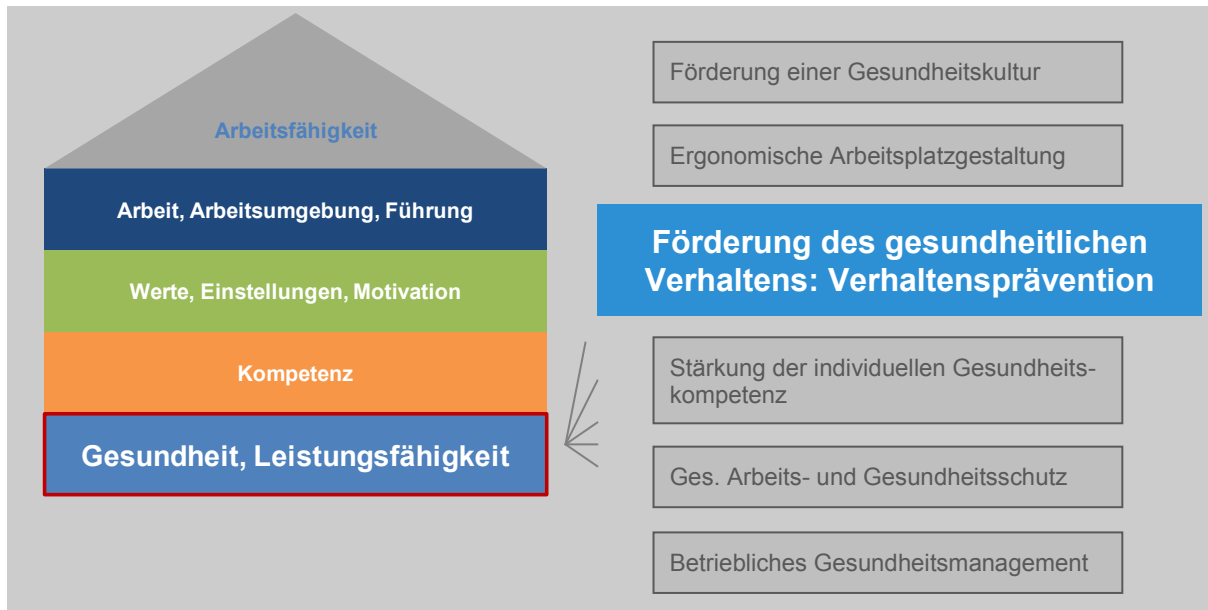 Arbeitsfähigkeit
Arbeit, Arbeitsumgebung, Führung
Werte, Einstellungen, Motivation
Kompetenz
Gesundheit, Leistungsfähigkeit
Förderung einer Gesundheitskultur
Ergonomische Arbeitsplatzgestaltung
Förderung des gesundheitlichen
Verhaltens: Verhaltensprävention
Stärkung der individuellen Gesundheits-
kompetenz
Ges. Arbeits- und Gesundheitsschutz
Betriebliches Gesundheitsmanagement